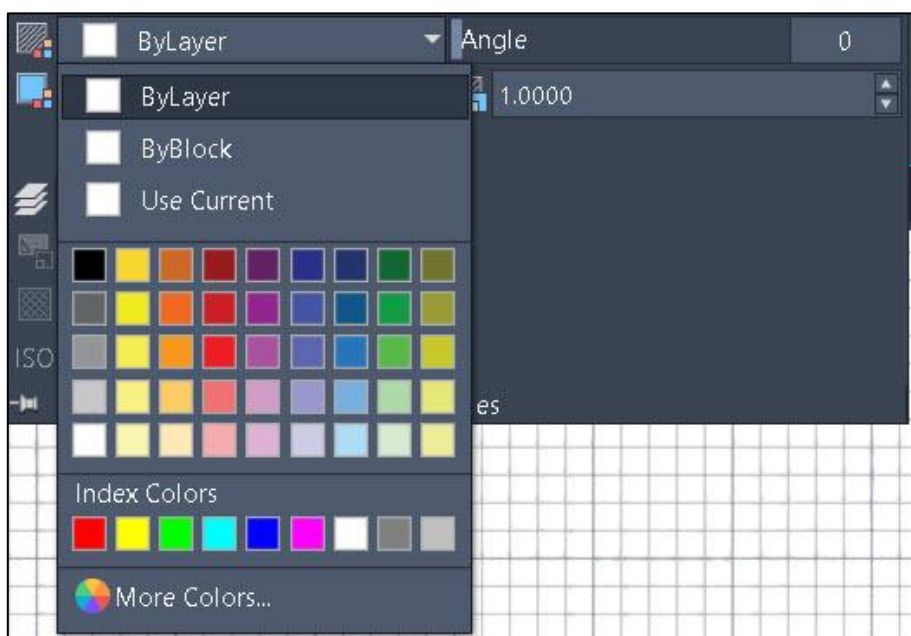 ByLayer
Angle 0
ByLayer
1.0000
ByBlock
Use Current
ISO
es
Index Colors
More Colors...